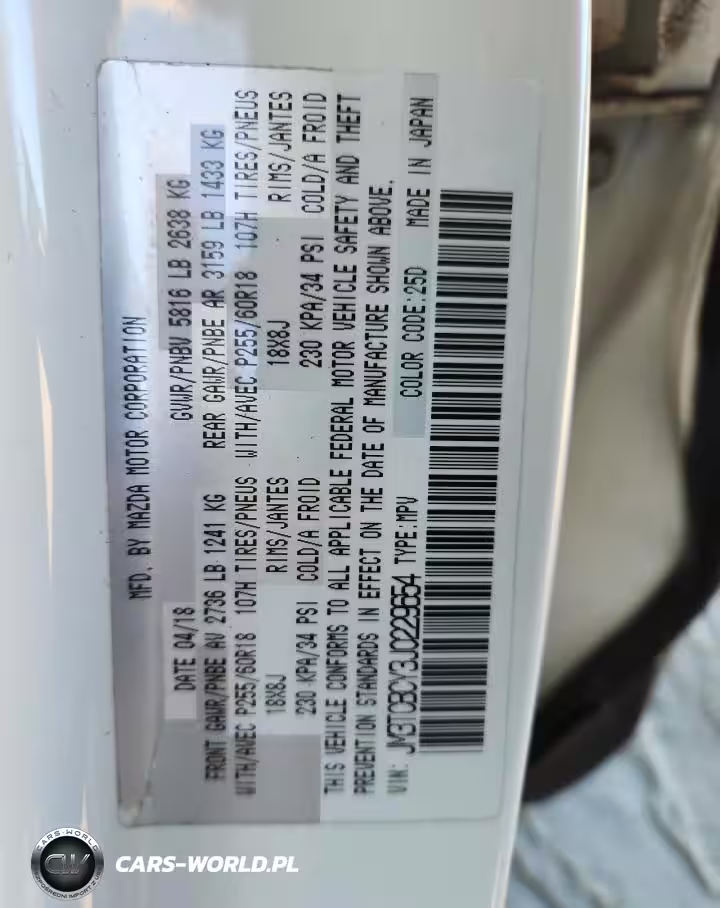 MFD. BY MAZDA MOTOR CORPORATION
DATE 04/18 GVWR/PNBV 5816 LB 2638 KG
FRONT GAWR/PNBE AV 2736 LB 1241 KG REAR GAWR/PNBE AR 3159 LB 1433 KG
WITH/AVEC P255/60R18 107H TIRES/PNEUS WITH/AVEC P255/60R18 107H TIRES/PNEUS
18X8J RIMS/JANTES 18X8J RIMS/JANTES
230 KPA/34 PSI COLD/A FROID 230 KPA/34 PSI COLD/A FROID
THIS VEHICLE CONFORMS TO ALL APPLICABLE FEDERAL MOTOR VEHICLE SAFETY AND THEFT
PREVENTION STANDARDS IN EFFECT ON THE DATE OF MANUFACTURE SHOWN ABOVE.
VIN: JM3TCBCY3J0229654 TYPE:MPV COLOR CODE:25D MADE IN JAPAN
CARS-WORLD
CW
CARS-WORLD.PL